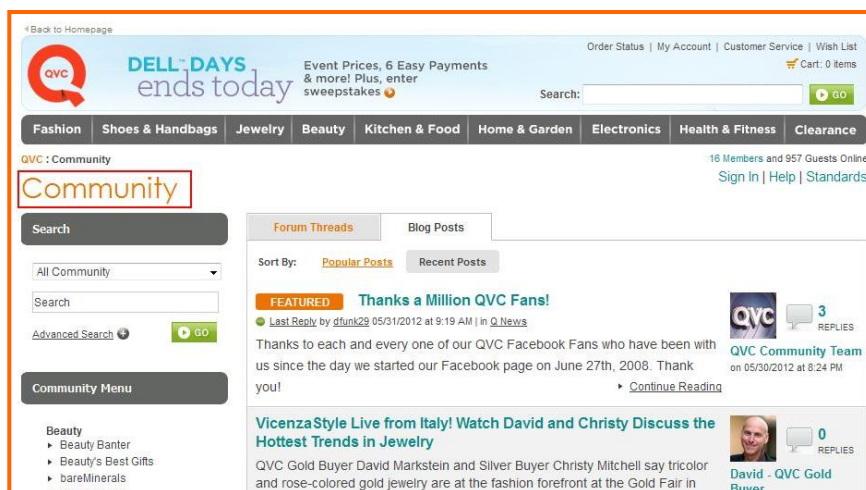 Back to Homepage
QVC
DELL™ DAYS
ends today
Event Prices, 6 Easy Payments
& more! Plus, enter
sweepstakes
Order Status | My Account | Customer Service | Wish List
Cart: 0 items
Search:
GO
Fashion Shoes & Handbags Jewelry Beauty Kitchen & Food Home & Garden Electronics Health & Fitness Clearance
QVC : Community
16 Members and 957 Guests Online
Community
Sign In | Help | Standards
Search
All Community
Search
Advanced Search
GO
Community Menu
Beauty
Beauty Banter
Beauty's Best Gifts
bareMinerals
Forum Threads
Blog Posts
Sort By: Popular Posts Recent Posts
FEATURED Thanks a Million QVC Fans!
Last Reply by dfunk29 05/31/2012 at 9:19 AM | in Q News
Thanks to each and every one of our QVC Facebook Fans who have been with
us since the day we started our Facebook page on June 27th, 2008. Thank
you!
Continue Reading
QVC
3
REPLIES
QVC Community Team
on 05/30/2012 at 8:24 PM
VicenzaStyle Live from Italy! Watch David and Christy Discuss the
Hottest Trends in Jewelry
QVC Gold Buyer David Markstein and Silver Buyer Christy Mitchell say tricolor
and rose-colored gold jewelry are at the fashion forefront at the Gold Fair in
0
REPLIES
David - QVC Gold
Buyer